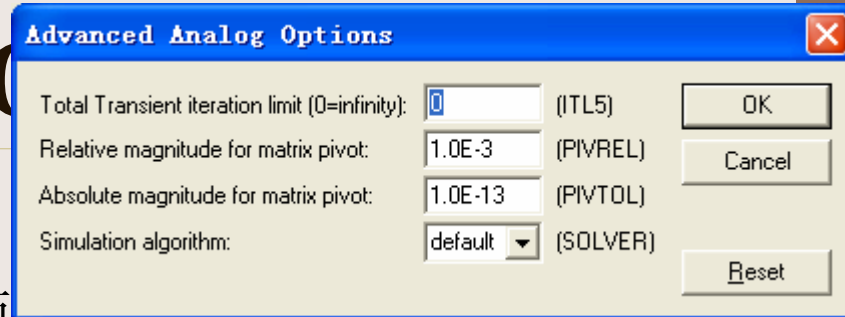 Advanced Analog Options
Total Transient iteration limit (0=infinity): 0 (ITL5) OK
Relative magnitude for matrix pivot: 1.0E-3 (PIVREL) Cancel
Absolute magnitude for matrix pivot: 1.0E-13 (PIVTOL)
Simulation algorithm: default (SOLVER)
Reset